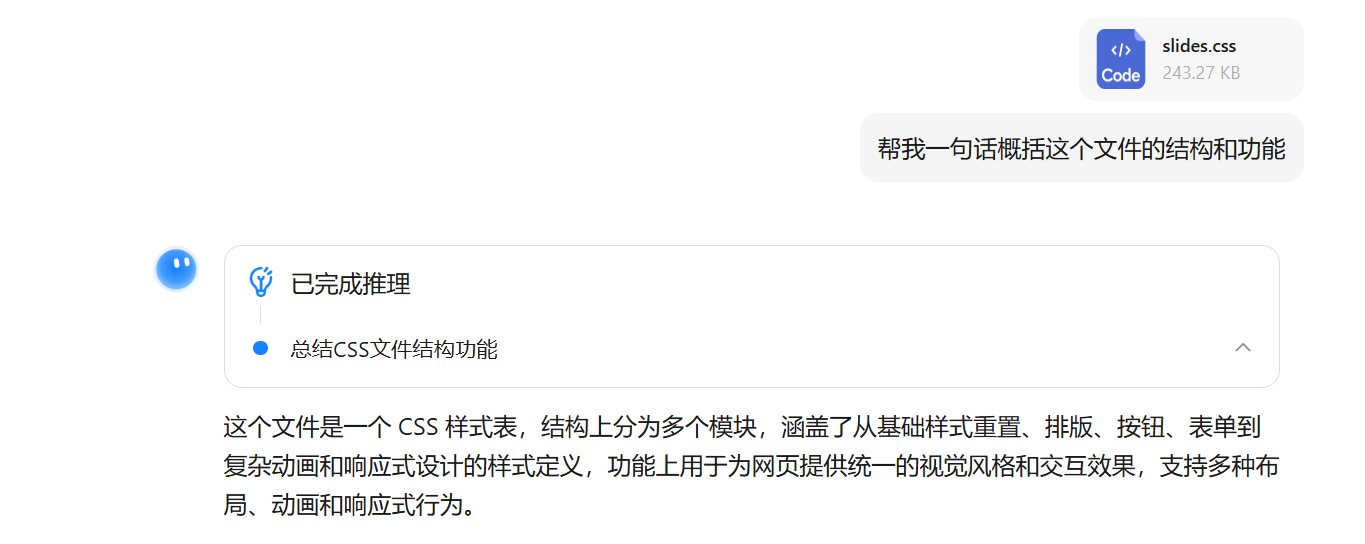 slides.css
243.27 KB
</>
Code
帮我一句话概括这个文件的结构和功能
已完成推理
总结CSS文件结构功能
这个文件是一个 CSS 样式表，结构上分为多个模块，涵盖了从基础样式重置、排版、按钮、表单到
复杂动画和响应式设计的样式定义，功能上用于为网页提供统一的视觉风格和交互效果，支持多种布
局、动画和响应式行为。